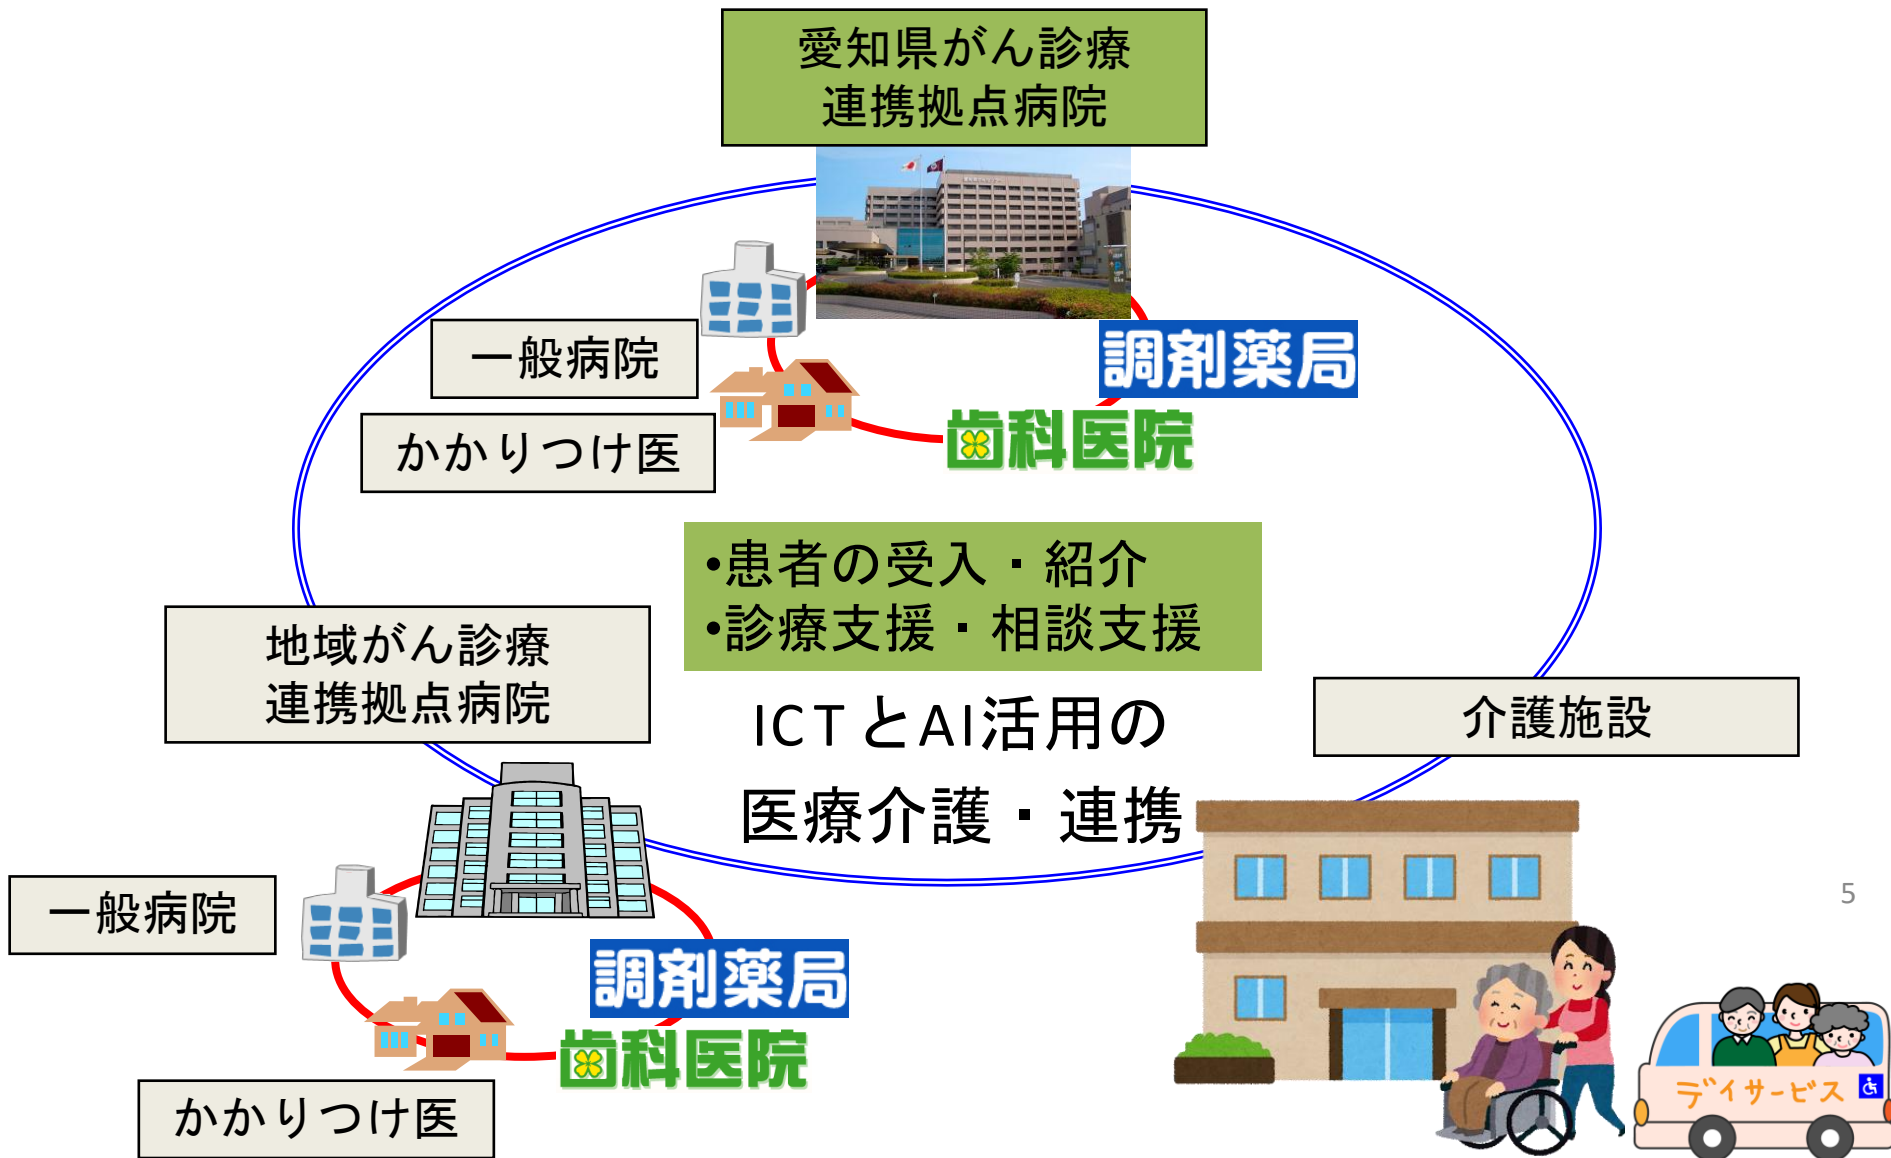 愛知県がん診療
連携拠点病院
一般病院
調剤薬局
かかりつけ医
歯科医院
•患者の受入・紹介
•診療支援・相談支援
地域がん診療
連携拠点病院
ICTとAI活用の
医療介護・連携
介護施設
一般病院
調剤薬局
歯科医院
かかりつけ医
5
デイサービス